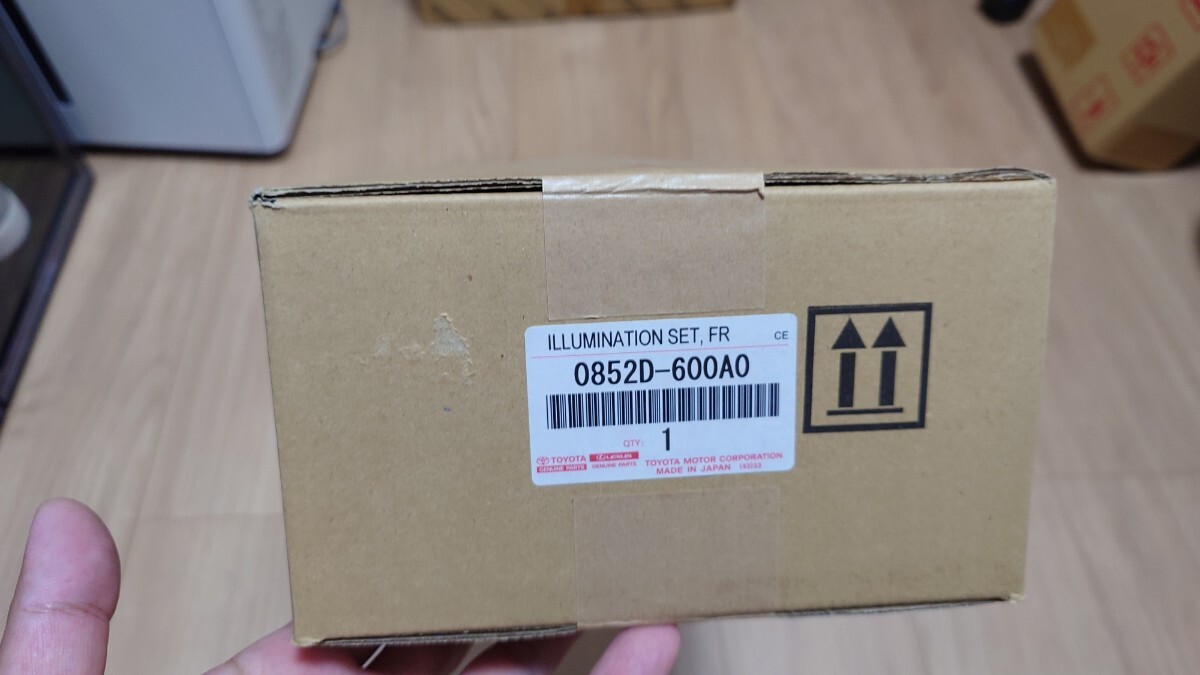 ILLUMINATION SET, FR CE
0852D-600A0
QTY: 1
TOYOTA LEXUS
GENUINE PARTS GENUINE PARTS
TOYOTA MOTOR CORPORATION
MADE IN JAPAN